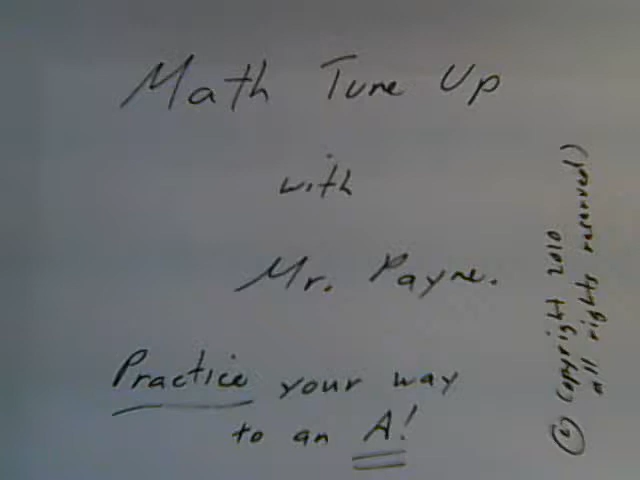 Math Tune Up
with
Mr. Payne.
Practice your way
to an A!
(c) Copyright 2010
all rights reserved)